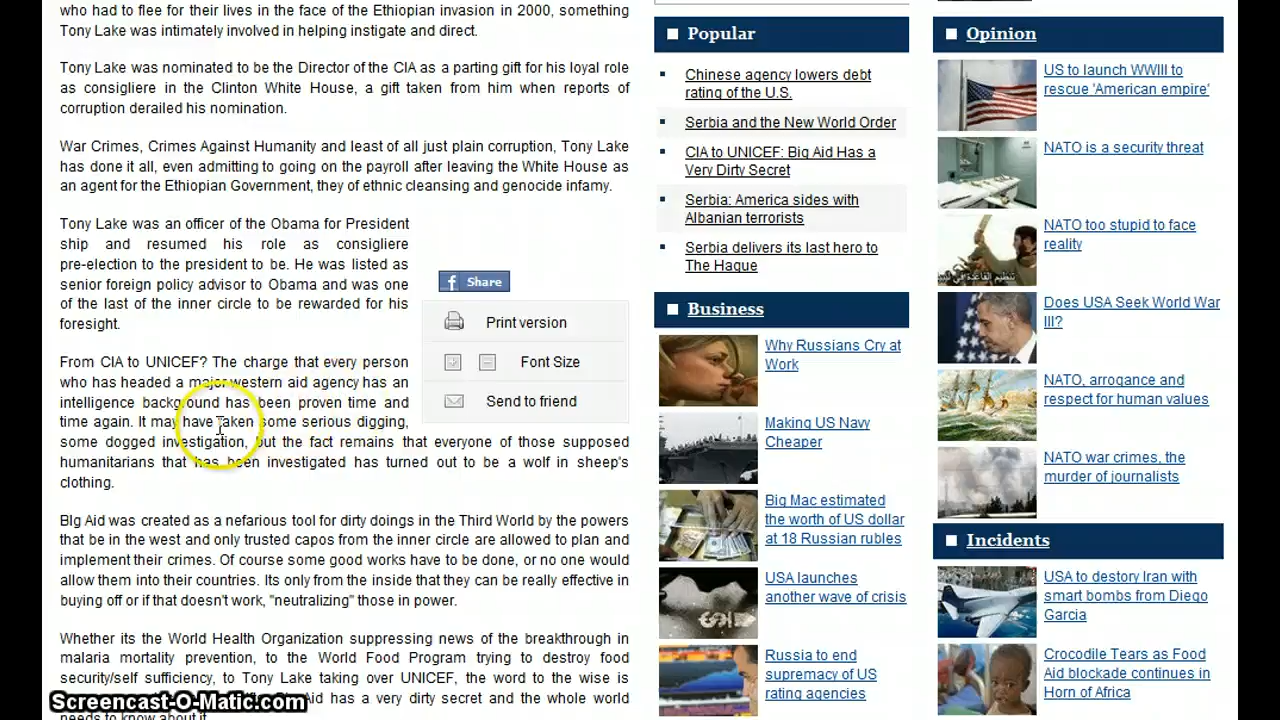 who had to flee for their lives in the face of the Ethiopian invasion in 2000, something
Tony Lake was intimately involved in helping instigate and direct.
Tony Lake was nominated to be the Director of the CIA as a parting gift for his loyal role
as consigliere in the Clinton White House, a gift taken from him when reports of
corruption derailed his nomination.
War Crimes, Crimes Against Humanity and least of all just plain corruption, Tony Lake
has done it all, even admitting to going on the payroll after leaving the White House as
an agent for the Ethiopian Government, they of ethnic cleansing and genocide infamy.
Tony Lake was an officer of the Obama for President
ship and resumed his role as consigliere
pre-election to the president to be. He was listed as
senior foreign policy advisor to Obama and was one
of the last of the inner circle to be rewarded for his
foresight.
From CIA to UNICEF? The charge that every person
who has headed a major western aid agency has an
intelligence background has been proven time and
time again. It may have taken some serious digging,
some dogged investigation, but the fact remains that everyone of those supposed
humanitarians that has been investigated has turned out to be a wolf in sheep's
clothing.
BIg Aid was created as a nefarious tool for dirty doings in the Third World by the powers
that be in the west and only trusted capos from the inner circle are allowed to plan and
implement their crimes. Of course some good works have to be done, or no one would
allow them into their countries. Its only from the inside that they can be really effective in
buying off or if that doesn't work, "neutralizing" those in power.
Whether its the World Health Organization suppressing news of the breakthrough in
malaria mortality prevention, to the World Food Program trying to destroy food
security/self sufficiency, to Tony Lake taking over UNICEF, the word to the wise is
Aid has a very dirty secret and the whole world
needs to know about it.
f Share
Print version
Font Size
Send to friend
Popular
Chinese agency lowers debt
rating of the U.S.
Serbia and the New World Order
CIA to UNICEF: Big Aid Has a
Very Dirty Secret
Serbia: America sides with
Albanian terrorists
Serbia delivers its last hero to
The Hague
Business
Why Russians Cry at
Work
Making US Navy
Cheaper
Big Mac estimated
the worth of US dollar
at 18 Russian rubles
USA launches
another wave of crisis
Russia to end
supremacy of US
rating agencies
Opinion
US to launch WWIII to
rescue 'American empire'
NATO is a security threat
NATO too stupid to face
reality
Does USA Seek World War
III?
NATO, arrogance and
respect for human values
NATO war crimes, the
murder of journalists
Incidents
USA to destory Iran with
smart bombs from Diego
Garcia
Crocodile Tears as Food
Aid blockade continues in
Horn of Africa
Screencast-O-Matic.com